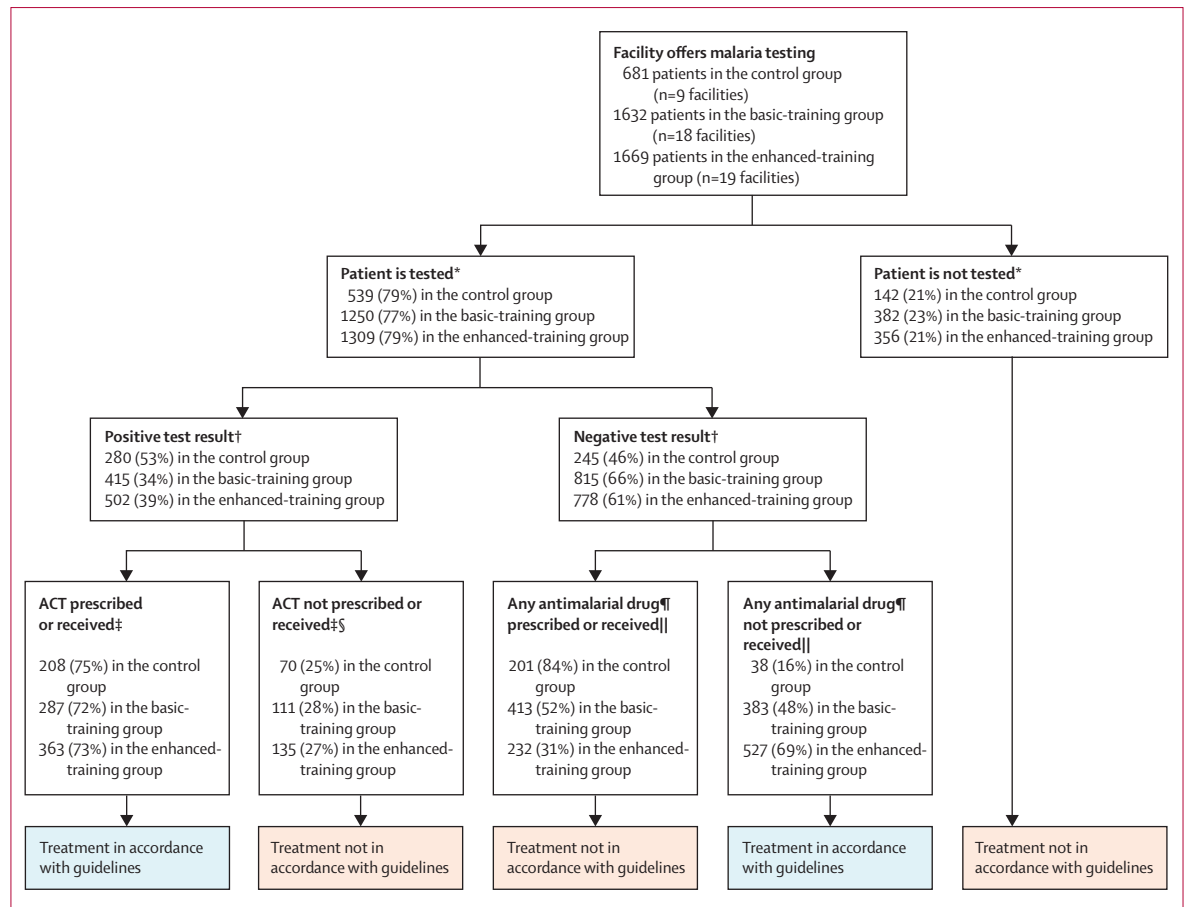 Facility offers malaria testing
681 patients in the control group
(n=9 facilities)
1632 patients in the basic-training group
(n=18 facilities)
1669 patients in the enhanced-training
group (n=19 facilities)
Patient is tested*
539 (79%) in the control group
1250 (77%) in the basic-training group
1309 (79%) in the enhanced-training group
Patient is not tested*
142 (21%) in the control group
382 (23%) in the basic-training group
356 (21%) in the enhanced-training group
Positive test result†
280 (53%) in the control group
415 (34%) in the basic-training group
502 (39%) in the enhanced-training group
Negative test result†
245 (46%) in the control group
815 (66%) in the basic-training group
778 (61%) in the enhanced-training group
ACT prescribed
or received‡
208 (75%) in the control
group
287 (72%) in the basic-
training group
363 (73%) in the enhanced-
training group
ACT not prescribed or
received‡§
70 (25%) in the control
group
111 (28%) in the basic-
training group
135 (27%) in the enhanced-
training group
Any antimalarial drug¶
prescribed or received||
201 (84%) in the control
group
413 (52%) in the basic-
training group
232 (31%) in the enhanced-
training group
Any antimalarial drug¶
not prescribed or
received||
38 (16%) in the control
group
383 (48%) in the basic-
training group
527 (69%) in the enhanced-
training group
Treatment in accordance
with guidelines
Treatment not in
accordance with guidelines
Treatment not in
accordance with guidelines
Treatment in accordance
with guidelines
Treatment not in
accordance with guidelines